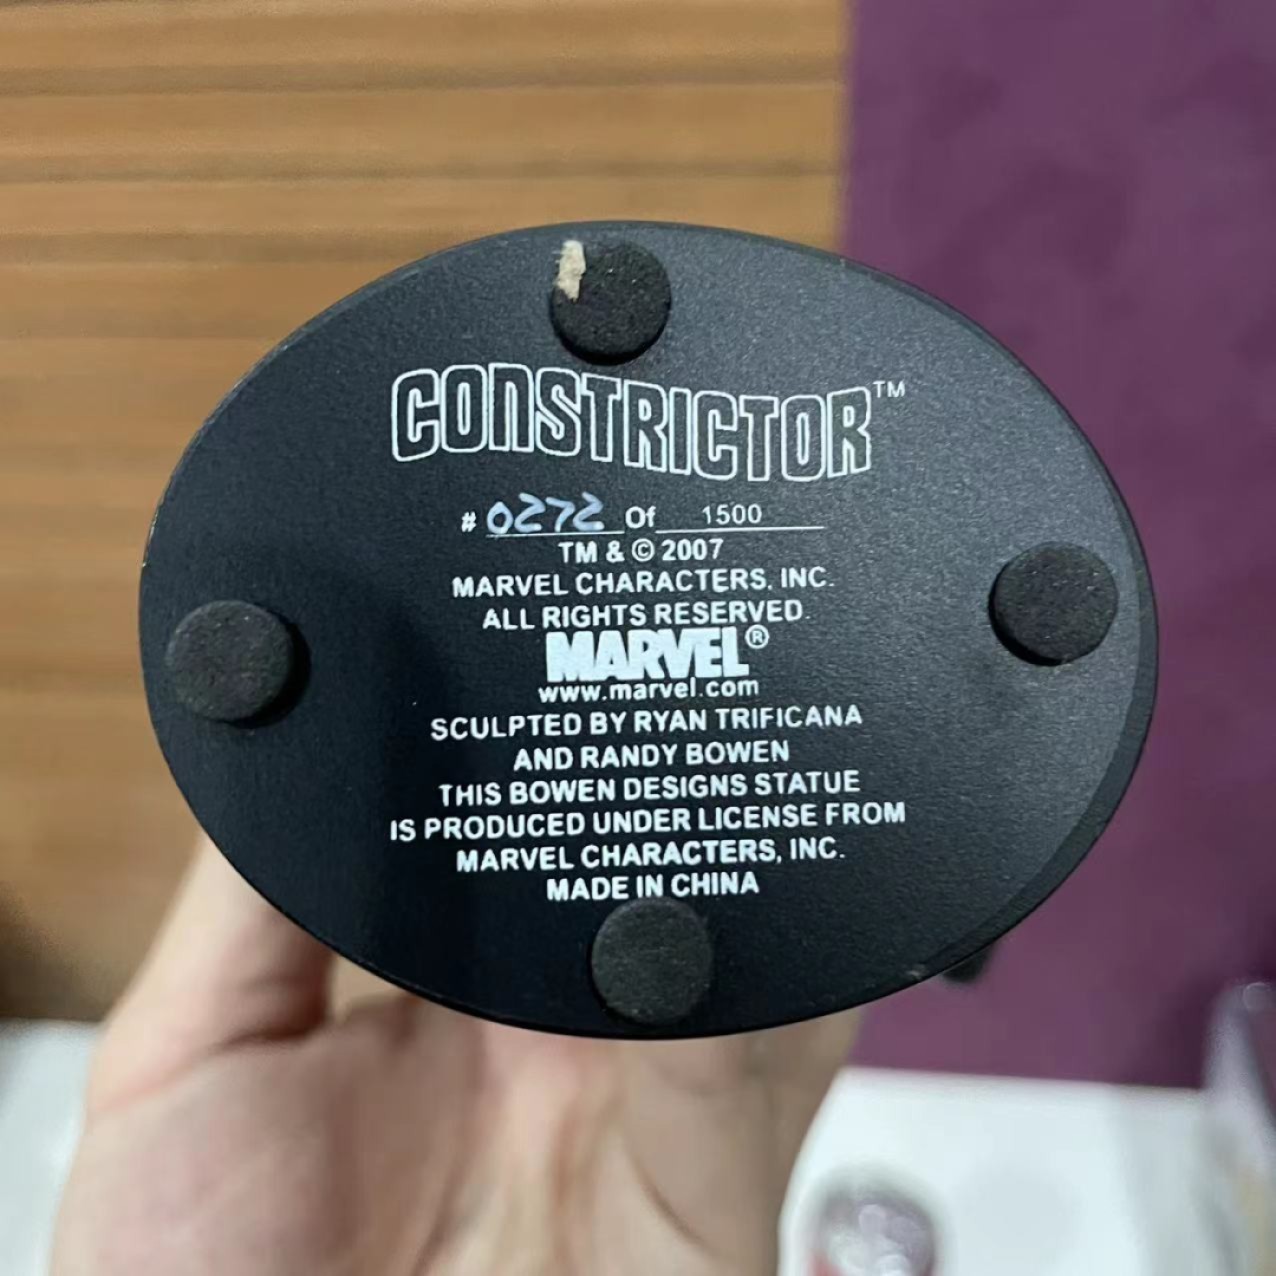 CONSTRICTOR™
# 0272 Of 1500
TM & © 2007
MARVEL CHARACTERS, INC.
ALL RIGHTS RESERVED.
MARVEL®
www.marvel.com
SCULPTED BY RYAN TRIFICANA
AND RANDY BOWEN
THIS BOWEN DESIGNS STATUE
IS PRODUCED UNDER LICENSE FROM
MARVEL CHARACTERS, INC.
MADE IN CHINA